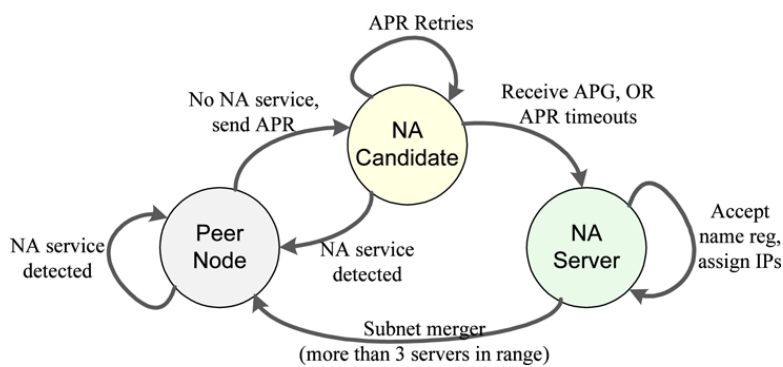 APR Retries
No NA service,
send APR
NA
Candidate
Receive APG, OR
APR timeouts
NA service
detected
Peer
Node
NA service
detected
NA
Server
Accept
name reg,
assign IPs
Subnet merger
(more than 3 servers in range)